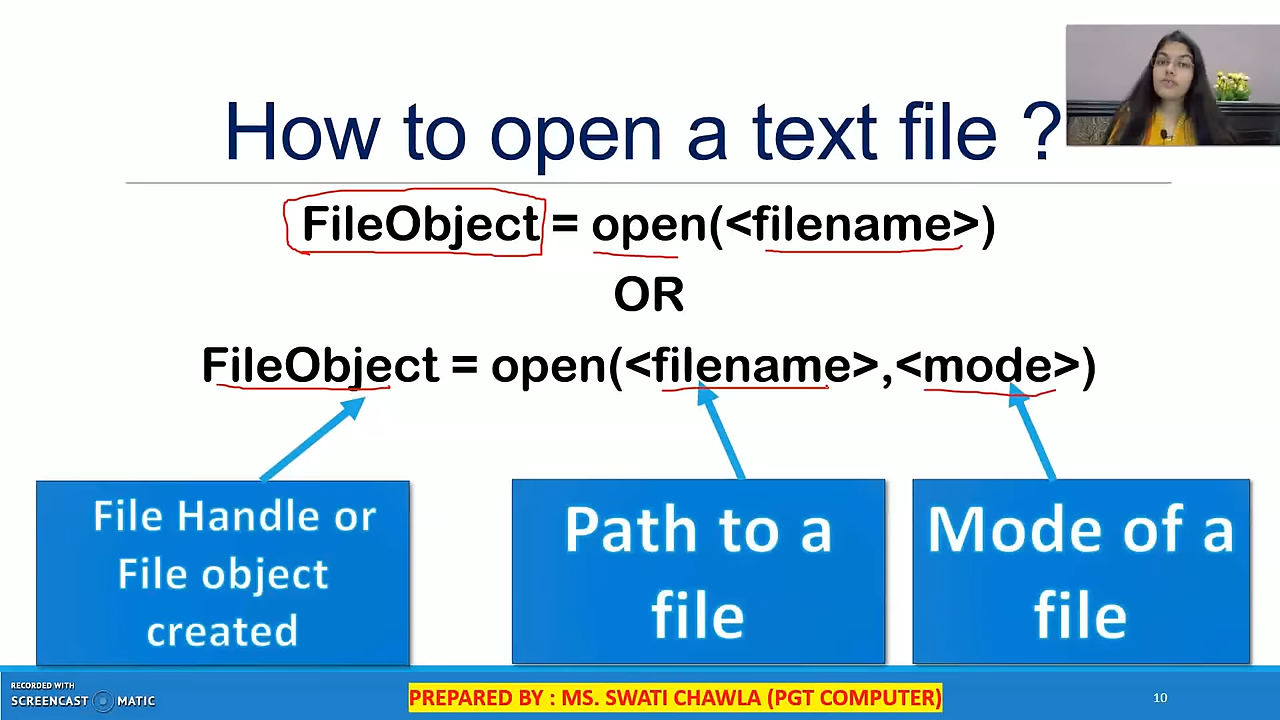 How to open a text file ?
FileObject = open(<filename>)
OR
FileObject = open(<filename>,<mode>)
File Handle or
File object
created
Path to a
file
Mode of a
file
RECORDED WITH
SCREENCAST MATIC
PREPARED BY : MS. SWATI CHAWLA (PGT COMPUTER)
10